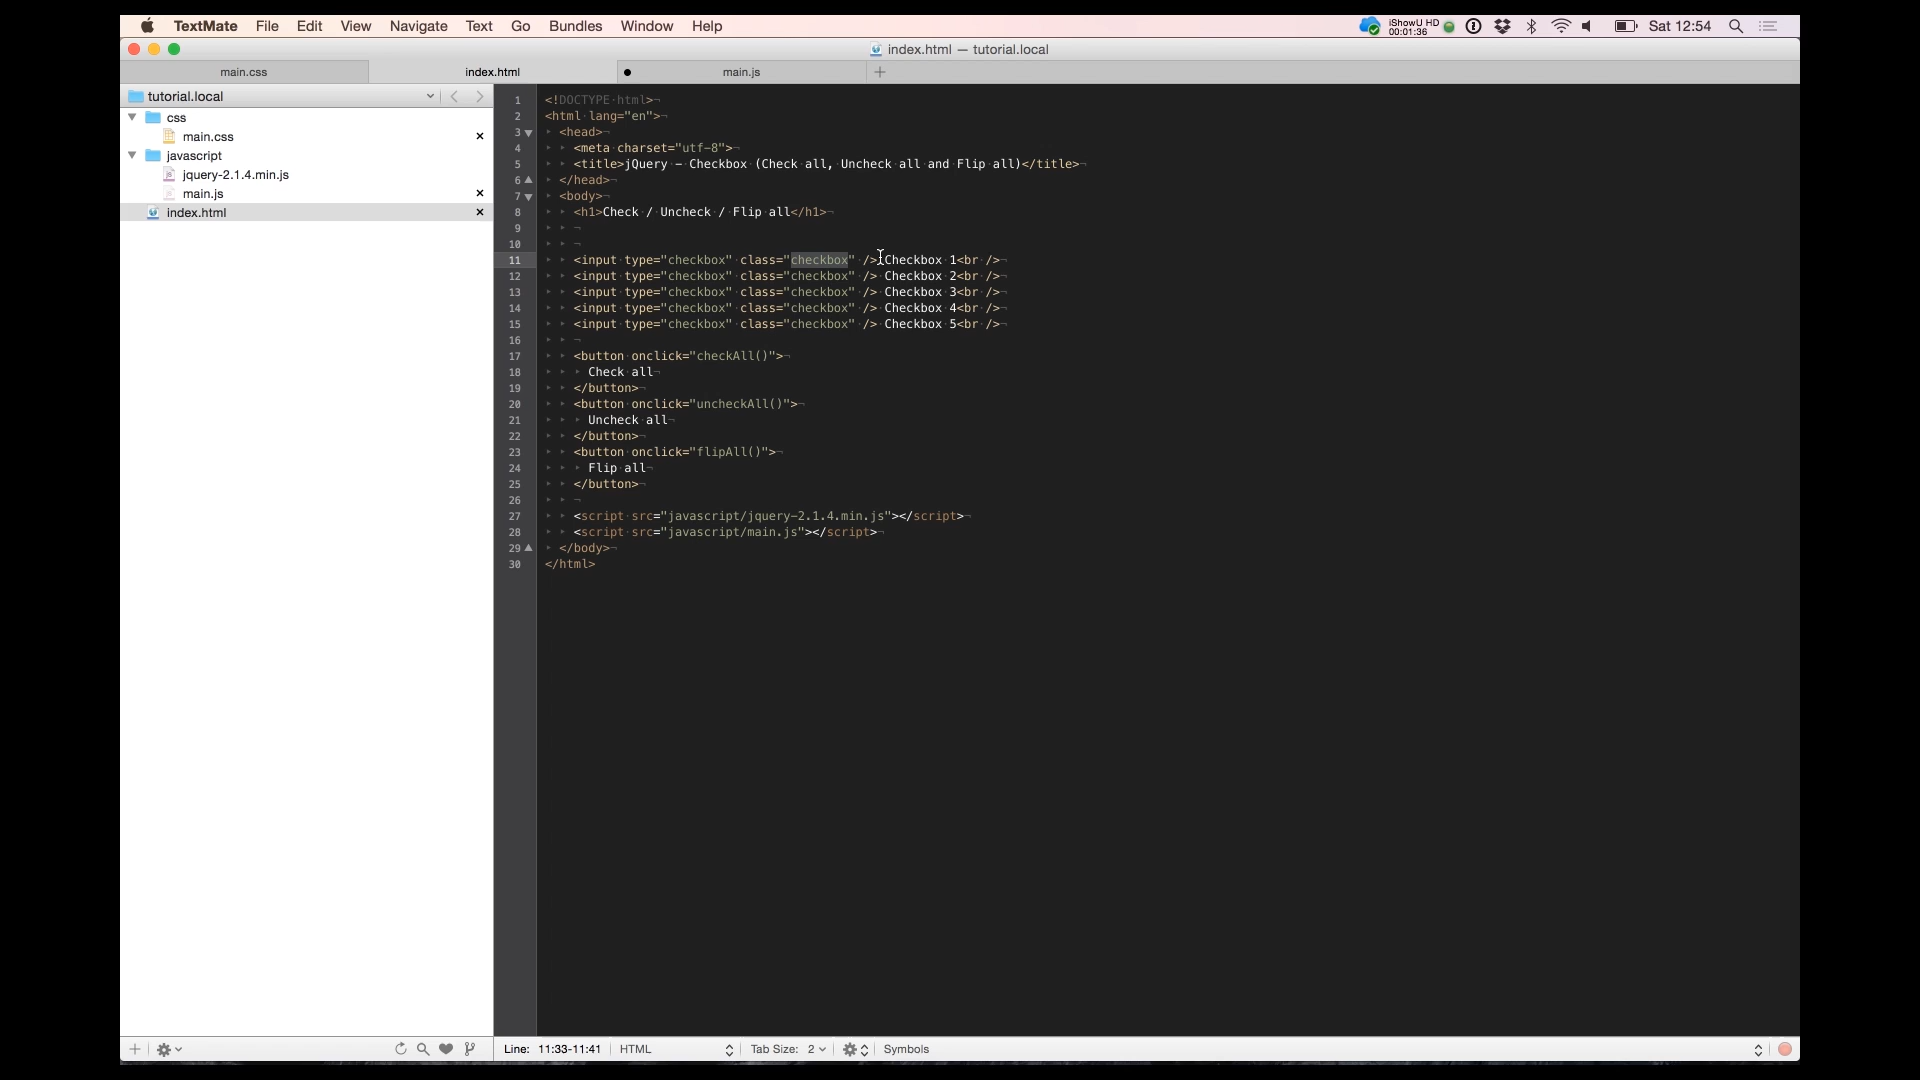 TextMate File Edit View Navigate Text Go Bundles Window Help iShowU HD 00:01:36 Sat 12:54
index.html — tutorial.local
main.css index.html main.js
tutorial.local
css
main.css
javascript
jquery-2.1.4.min.js
main.js
index.html
1 <!DOCTYPE html>
2 <html lang="en">
3 <head>
4 <meta charset="utf-8">
5 <title>jQuery - Checkbox (Check all, Uncheck all and Flip all)</title>
6 </head>
7 <body>
8 <h1>Check / Uncheck / Flip all</h1>
9
10
11 <input type="checkbox" class="checkbox" /> Checkbox 1<br />
12 <input type="checkbox" class="checkbox" /> Checkbox 2<br />
13 <input type="checkbox" class="checkbox" /> Checkbox 3<br />
14 <input type="checkbox" class="checkbox" /> Checkbox 4<br />
15 <input type="checkbox" class="checkbox" /> Checkbox 5<br />
16
17 <button onclick="checkAll()">
18 Check all
19 </button>
20 <button onclick="uncheckAll()">
21 Uncheck all
22 </button>
23 <button onclick="flipAll()">
24 Flip all
25 </button>
26
27 <script src="javascript/jquery-2.1.4.min.js"></script>
28 <script src="javascript/main.js"></script>
29 </body>
30 </html>
Line: 11:33-11:41 HTML Tab Size: 2 Symbols